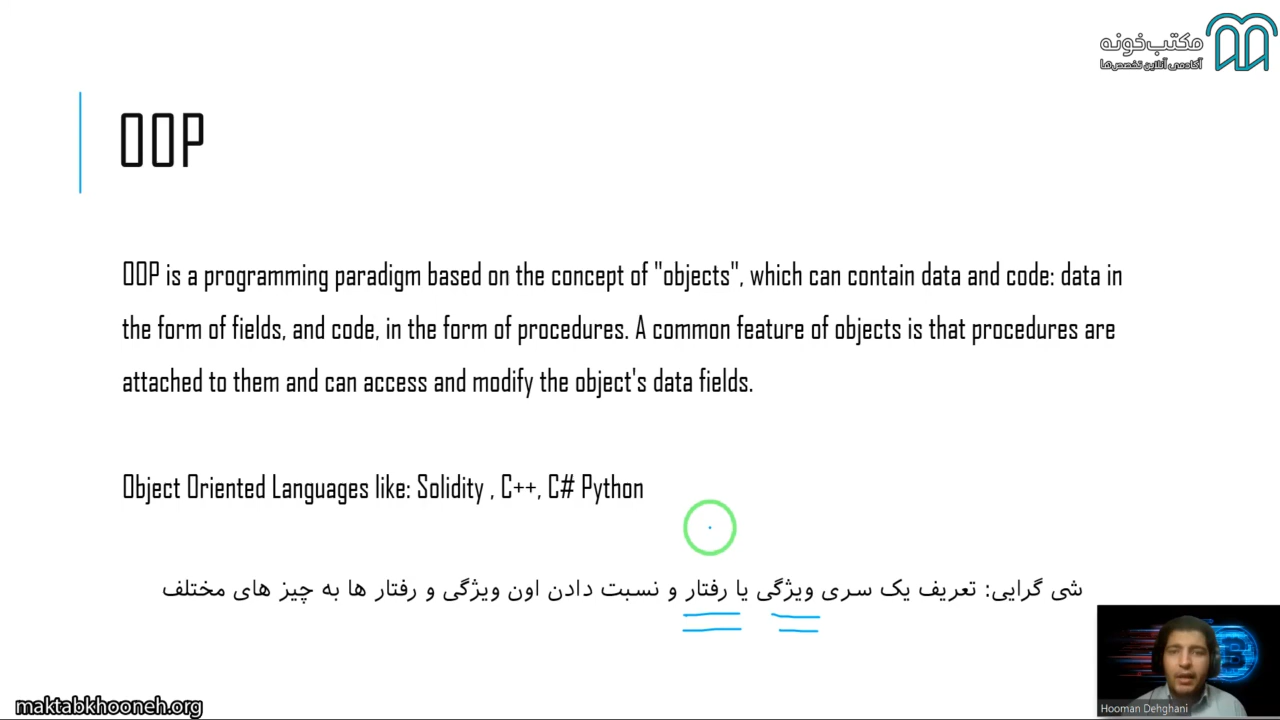 مکتب‌خونه
آکادمی آنلاین تخصص‌ها
OOP
OOP is a programming paradigm based on the concept of "objects", which can contain data and code: data in
the form of fields, and code, in the form of procedures. A common feature of objects is that procedures are
attached to them and can access and modify the object's data fields.
Object Oriented Languages like: Solidity , C++, C# Python
شی گرایی: تعریف یک سری ویژگی یا رفتار و نسبت دادن اون ویژگی و رفتار ها به چیز های مختلف
Hooman Dehghani
maktabkhooneh.org